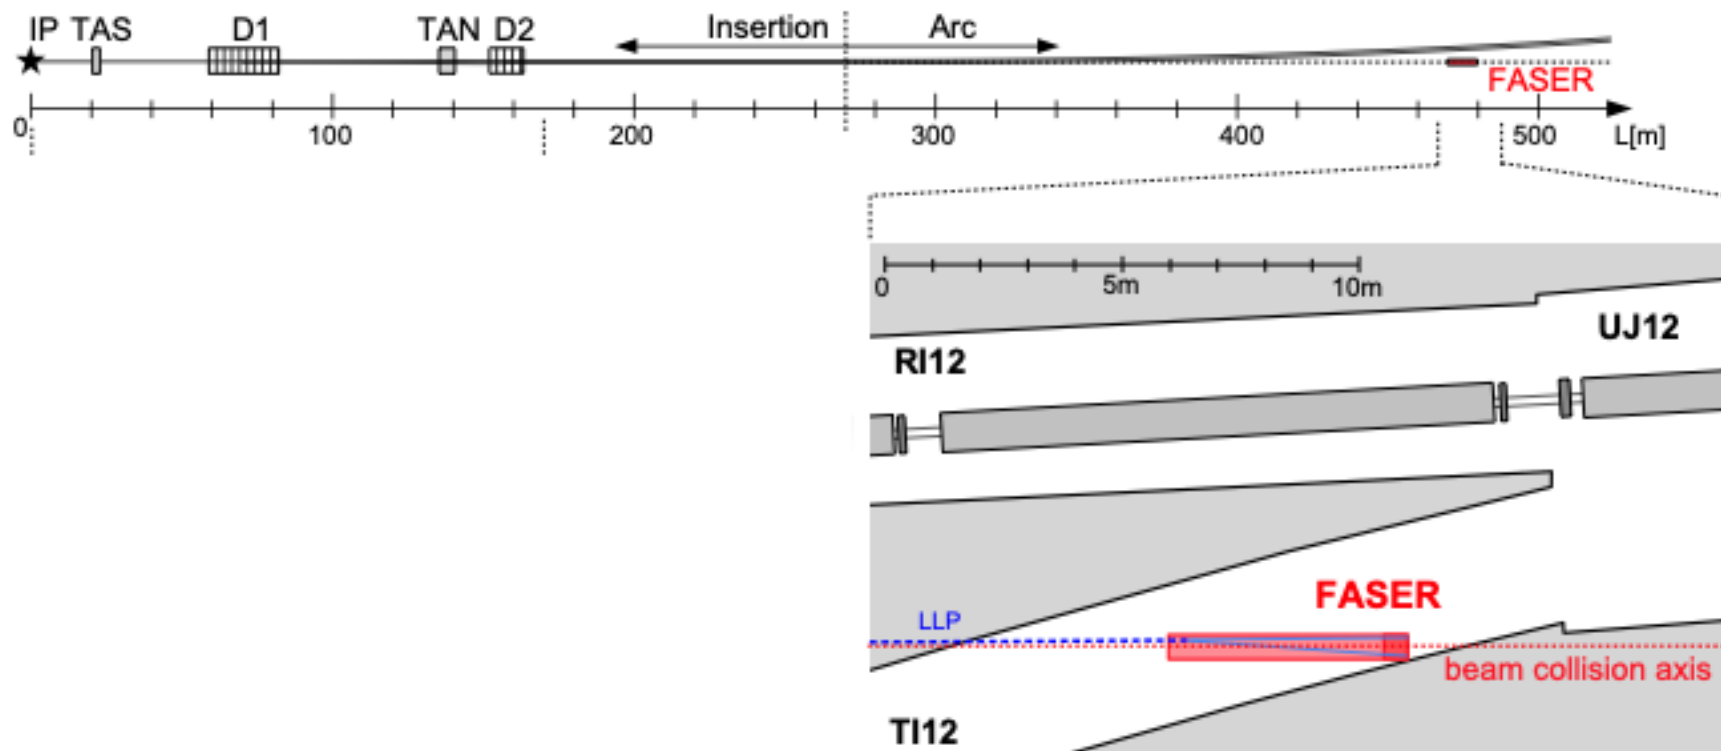 IP TAS D1 TAN D2 Insertion Arc
FASER
0 100 200 300 400 500 L[m]
0 5m 10m
UJ12
RI12
FASER
LLP
beam collision axis
TI12